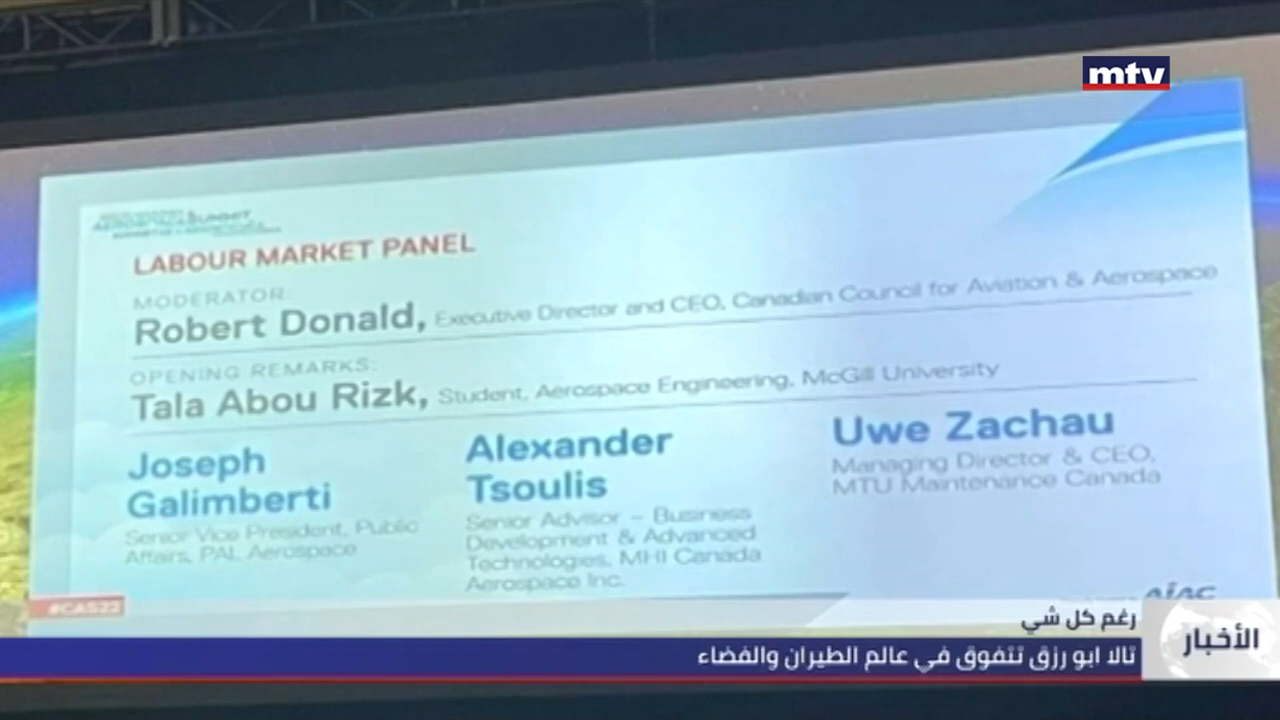 mtv
SUMMIT
LABOUR MARKET PANEL
MODERATOR
Robert Donald, Executive Director and CEO, Canadian Council for Aviation & Aerospace
OPENING REMARKS:
Tala Abou Rizk, Student, Aerospace Engineering, McGill University
Joseph
Galimberti
Senior Vice President, Public
Affairs, PAL Aerospace
Alexander
Tsoulis
Senior Advisor – Business
Development & Advanced
Technologies, MHI Canada
Aerospace Inc.
Uwe Zachau
Managing Director & CEO,
MTU Maintenance Canada
#CAS22
AIAC
رغم كل شي
الأخبار
تالا ابو رزق تتفوق في عالم الطيران والفضاء